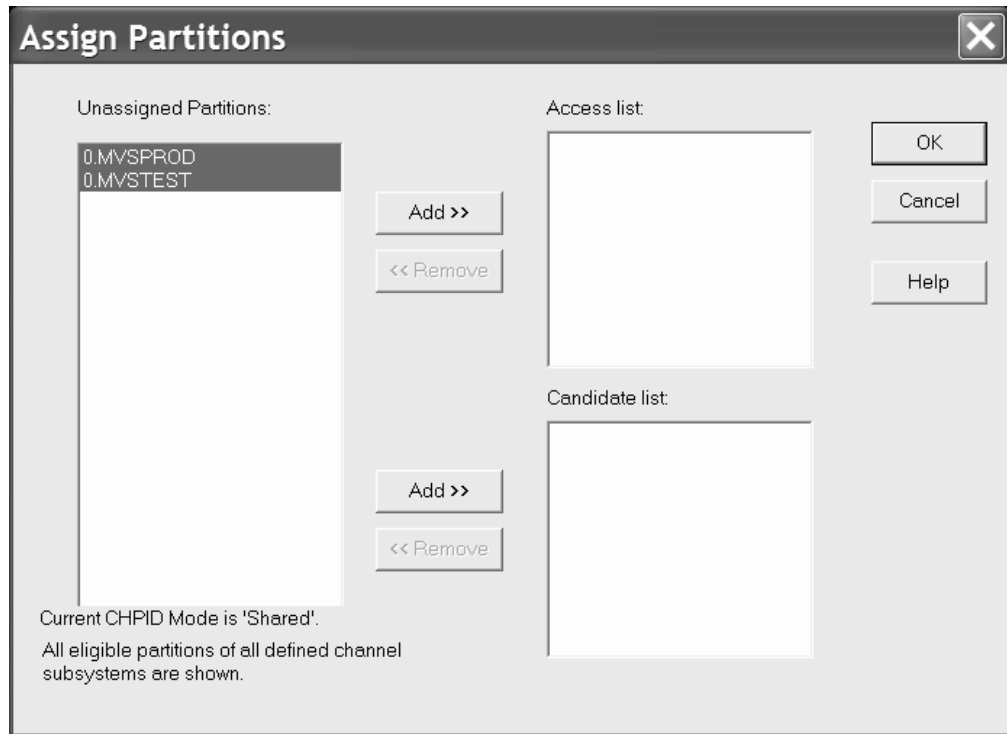 Assign Partitions
Unassigned Partitions:
0.MVSPROD
0.MVSTEST
Add >>
<< Remove
Add >>
<< Remove
Access list:
Candidate list:
OK
Cancel
Help
Current CHPID Mode is 'Shared'.
All eligible partitions of all defined channel
subsystems are shown.